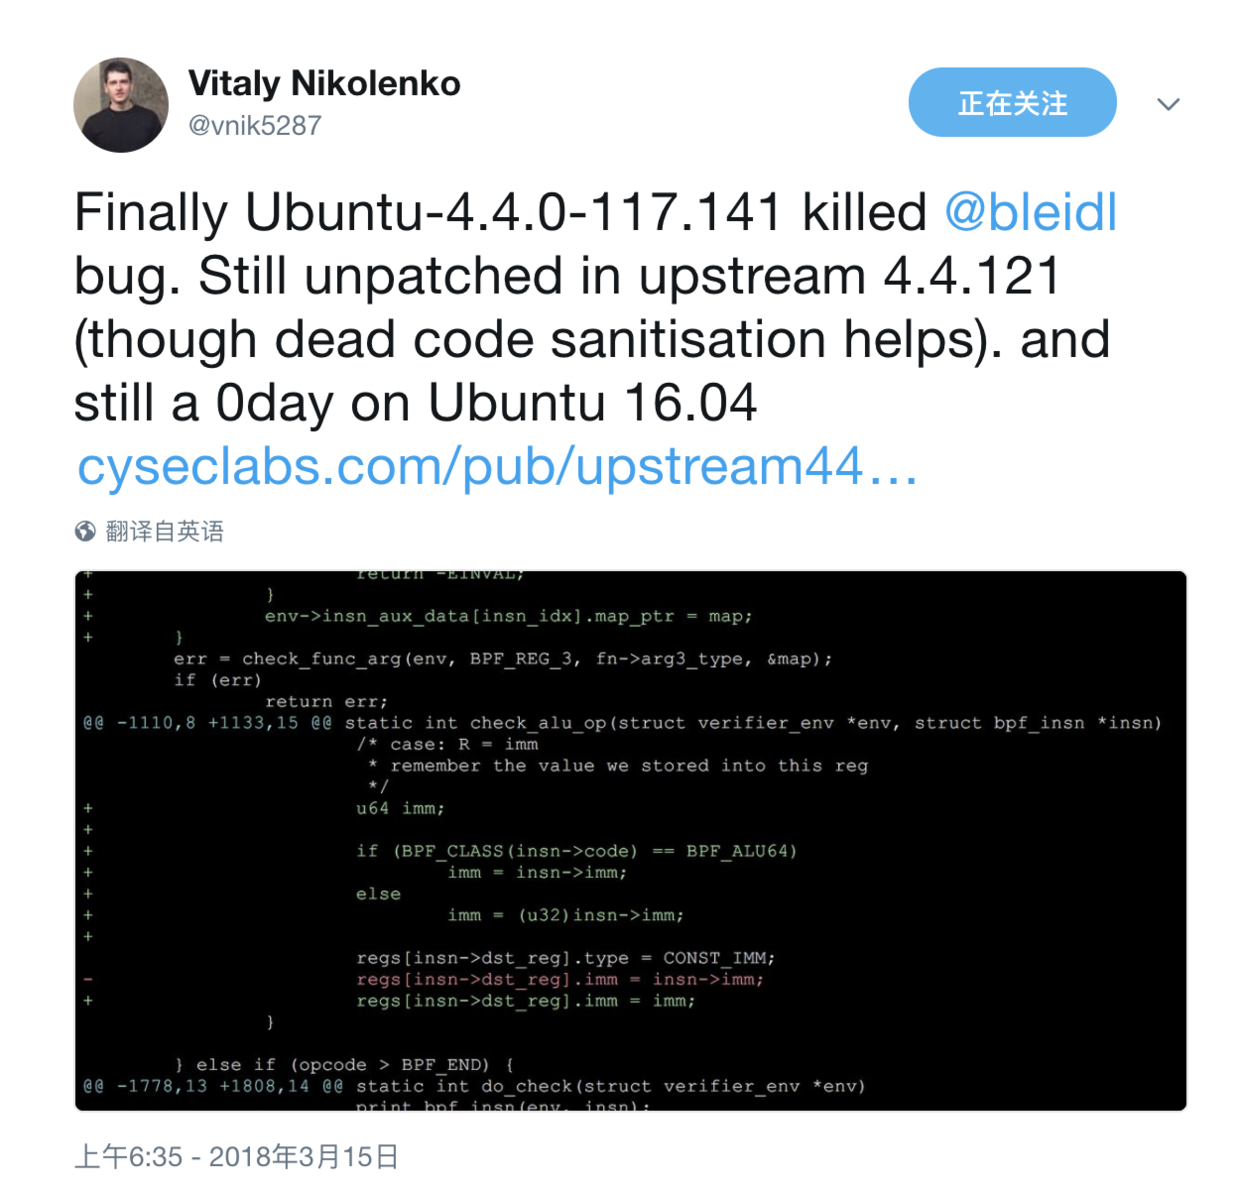 Vitaly Nikolenko
@vnik5287
正在关注
Finally Ubuntu-4.4.0-117.141 killed @bleidl
bug. Still unpatched in upstream 4.4.121
(though dead code sanitisation helps). and
still a 0day on Ubuntu 16.04
cyseclabs.com/pub/upstream44…
翻译自英语
+                       return -EINVAL;
+               }
+               env->insn_aux_data[insn_idx].map_ptr = map;
+       }
        err = check_func_arg(env, BPF_REG_3, fn->arg3_type, &map);
        if (err)
                return err;
@@ -1110,8 +1133,15 @@ static int check_alu_op(struct verifier_env *env, struct bpf_insn *insn)
                        /* case: R = imm
                         * remember the value we stored into this reg
                         */
+                       u64 imm;
+
+                       if (BPF_CLASS(insn->code) == BPF_ALU64)
+                               imm = insn->imm;
+                       else
+                               imm = (u32)insn->imm;
+
                        regs[insn->dst_reg].type = CONST_IMM;
-                       regs[insn->dst_reg].imm = insn->imm;
+                       regs[insn->dst_reg].imm = imm;
                }
        } else if (opcode > BPF_END) {
@@ -1778,13 +1808,14 @@ static int do_check(struct verifier_env *env)
                        print_bpf_insn(env, insn);
上午6:35 - 2018年3月15日